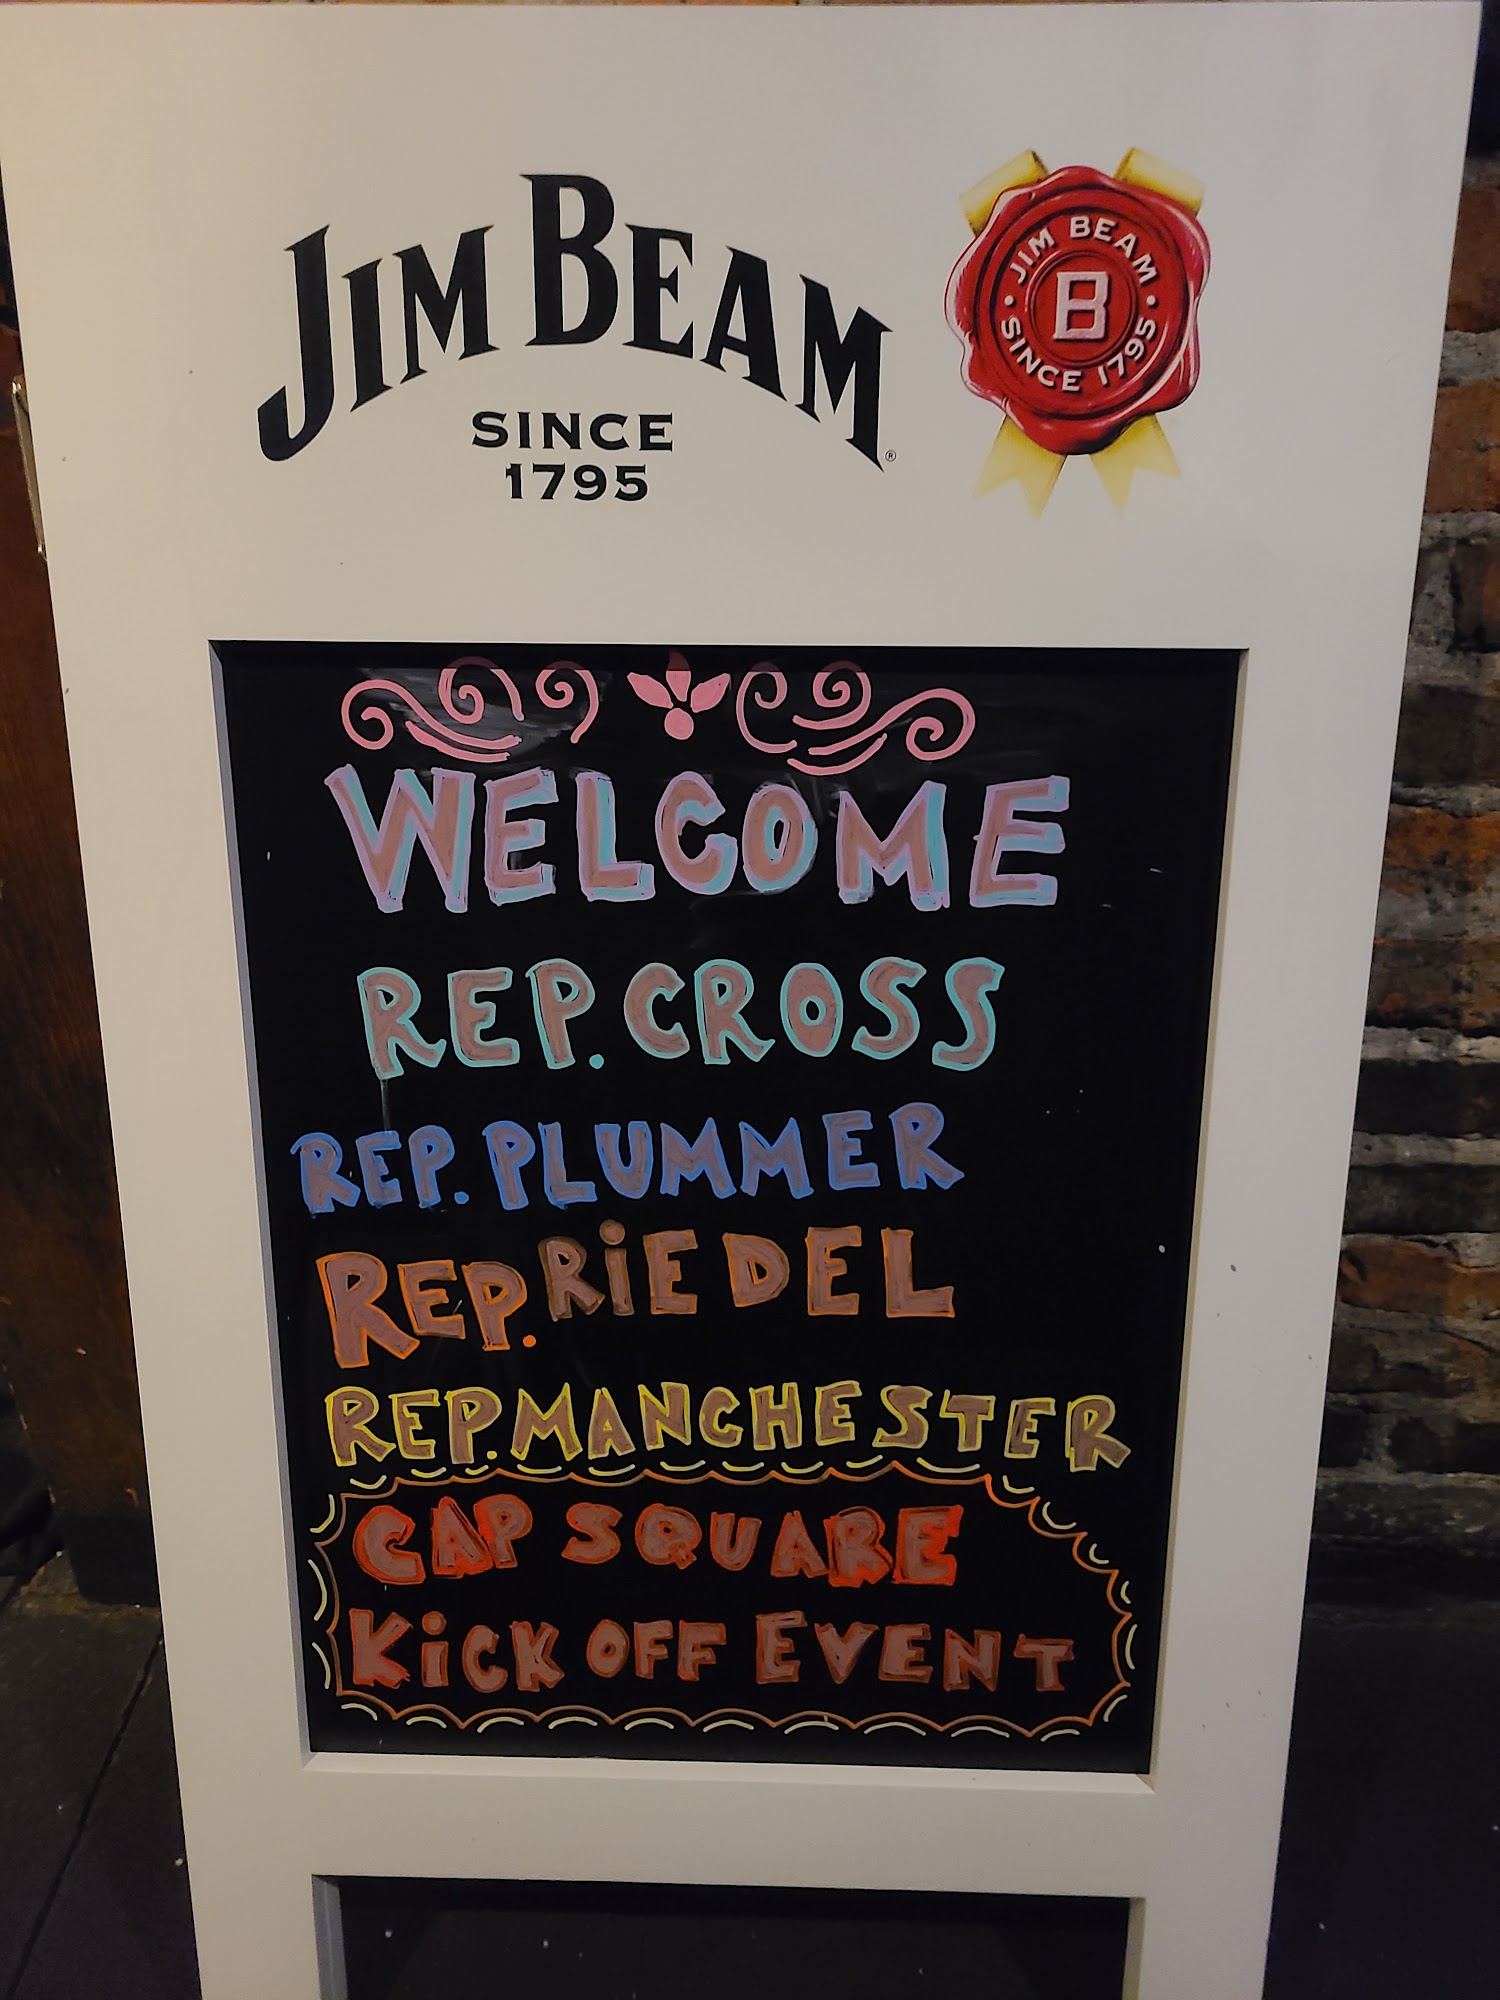 JIM BEAM®
SINCE
1795
JIM BEAM
B
SINCE 1795
WELCOME
REP. CROSS
REP. PLUMMER
REP. RiEDEL
REP. MANCHESTER
CAP SQUARE
KiCK OFF EVENT